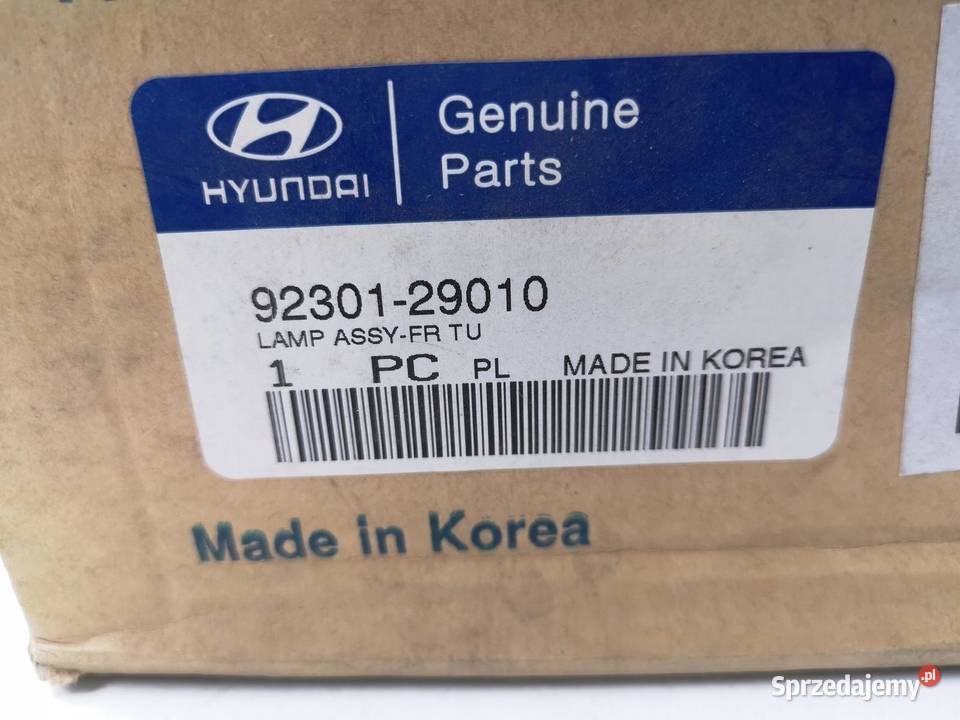 HYUNDAI
Genuine
Parts
92301-29010
LAMP ASSY-FR TU
1 PC PL MADE IN KOREA
Made in Korea
Sprzedajemy.pl